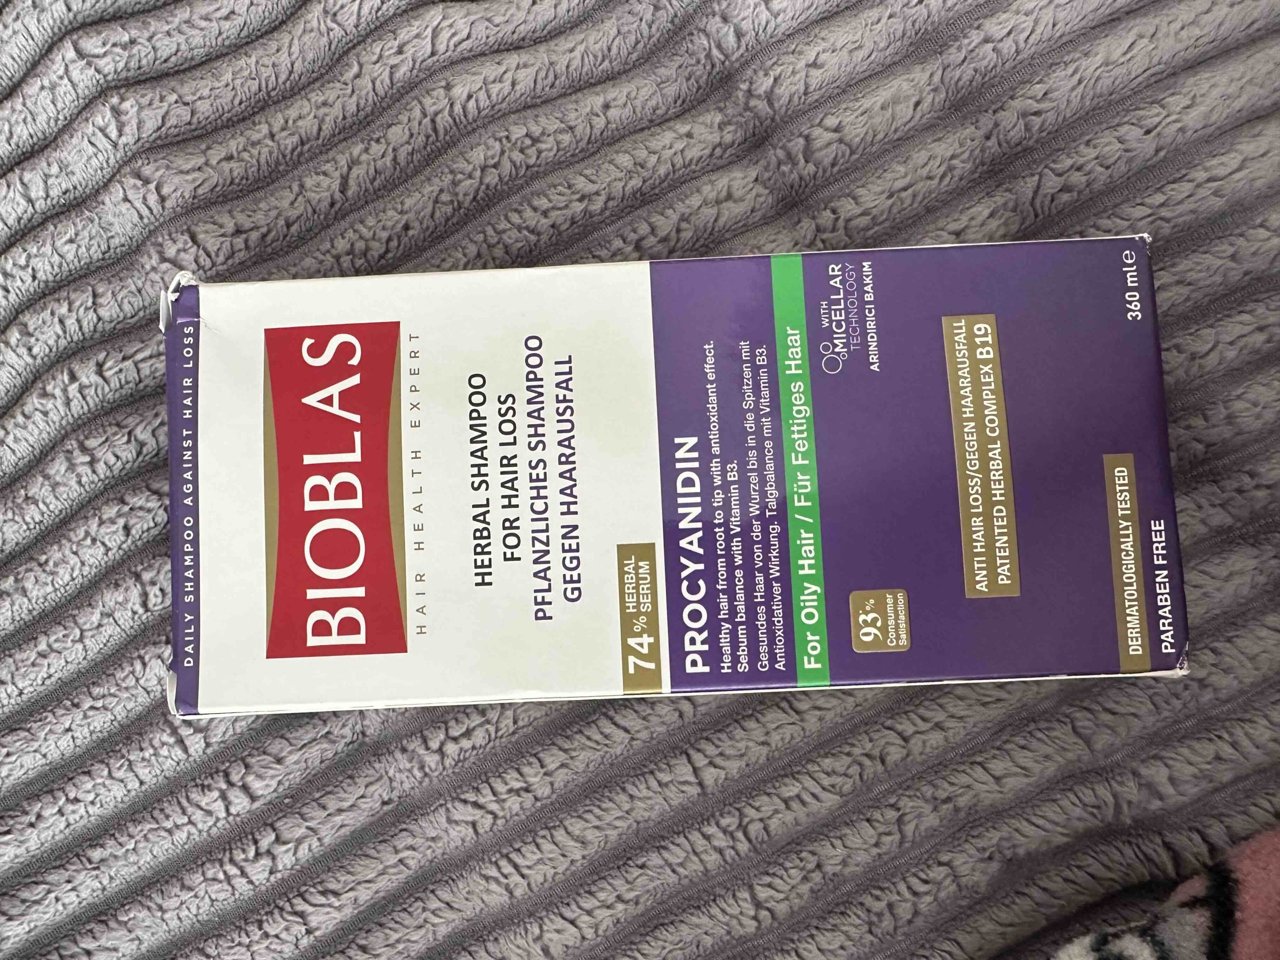 DAILY SHAMPOO AGAINST HAIR LOSS
BIOBLAS
HAIR HEALTH EXPERT
HERBAL SHAMPOO
FOR HAIR LOSS
PFLANZLICHES SHAMPOO
GEGEN HAARAUSFALL
74% HERBAL
SERUM
PROCYANIDIN
Healthy hair from root to tip with antioxidant effect.
Sebum balance with Vitamin B3.
Gesundes Haar von der Wurzel bis in die Spitzen mit
Antioxidativer Wirkung. Talgbalance mit Vitamin B3.
For Oily Hair / Für Fettiges Haar
WITH
MICELLAR
TECHNOLOGY
ARINDIRICI BAKIM
93%
Consumer
Satisfaction
ANTI HAIR LOSS/GEGEN HAARAUSFALL
PATENTED HERBAL COMPLEX B19
DERMATOLOGICALLY TESTED
PARABEN FREE
360 ml e